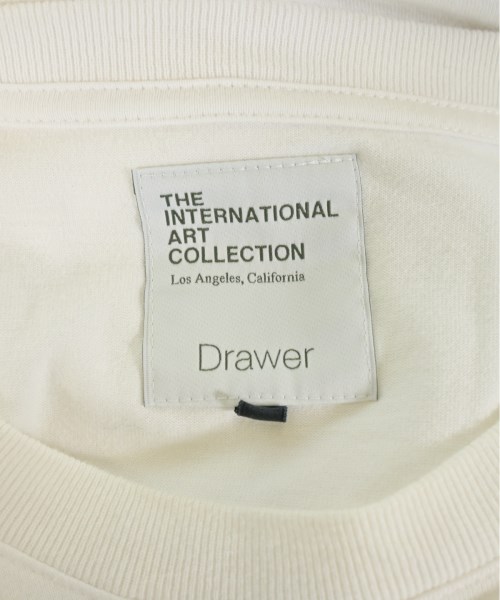 THE
INTERNATIONAL
ART
COLLECTION
Los Angeles, California
Drawer